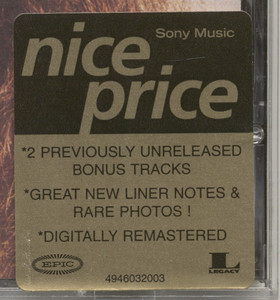 Sony Music
nice
price
*2 PREVIOUSLY UNRELEASED
BONUS TRACKS
*GREAT NEW LINER NOTES &
RARE PHOTOS !
*DIGITALLY REMASTERED
EPIC
L
LEGACY
4946032003